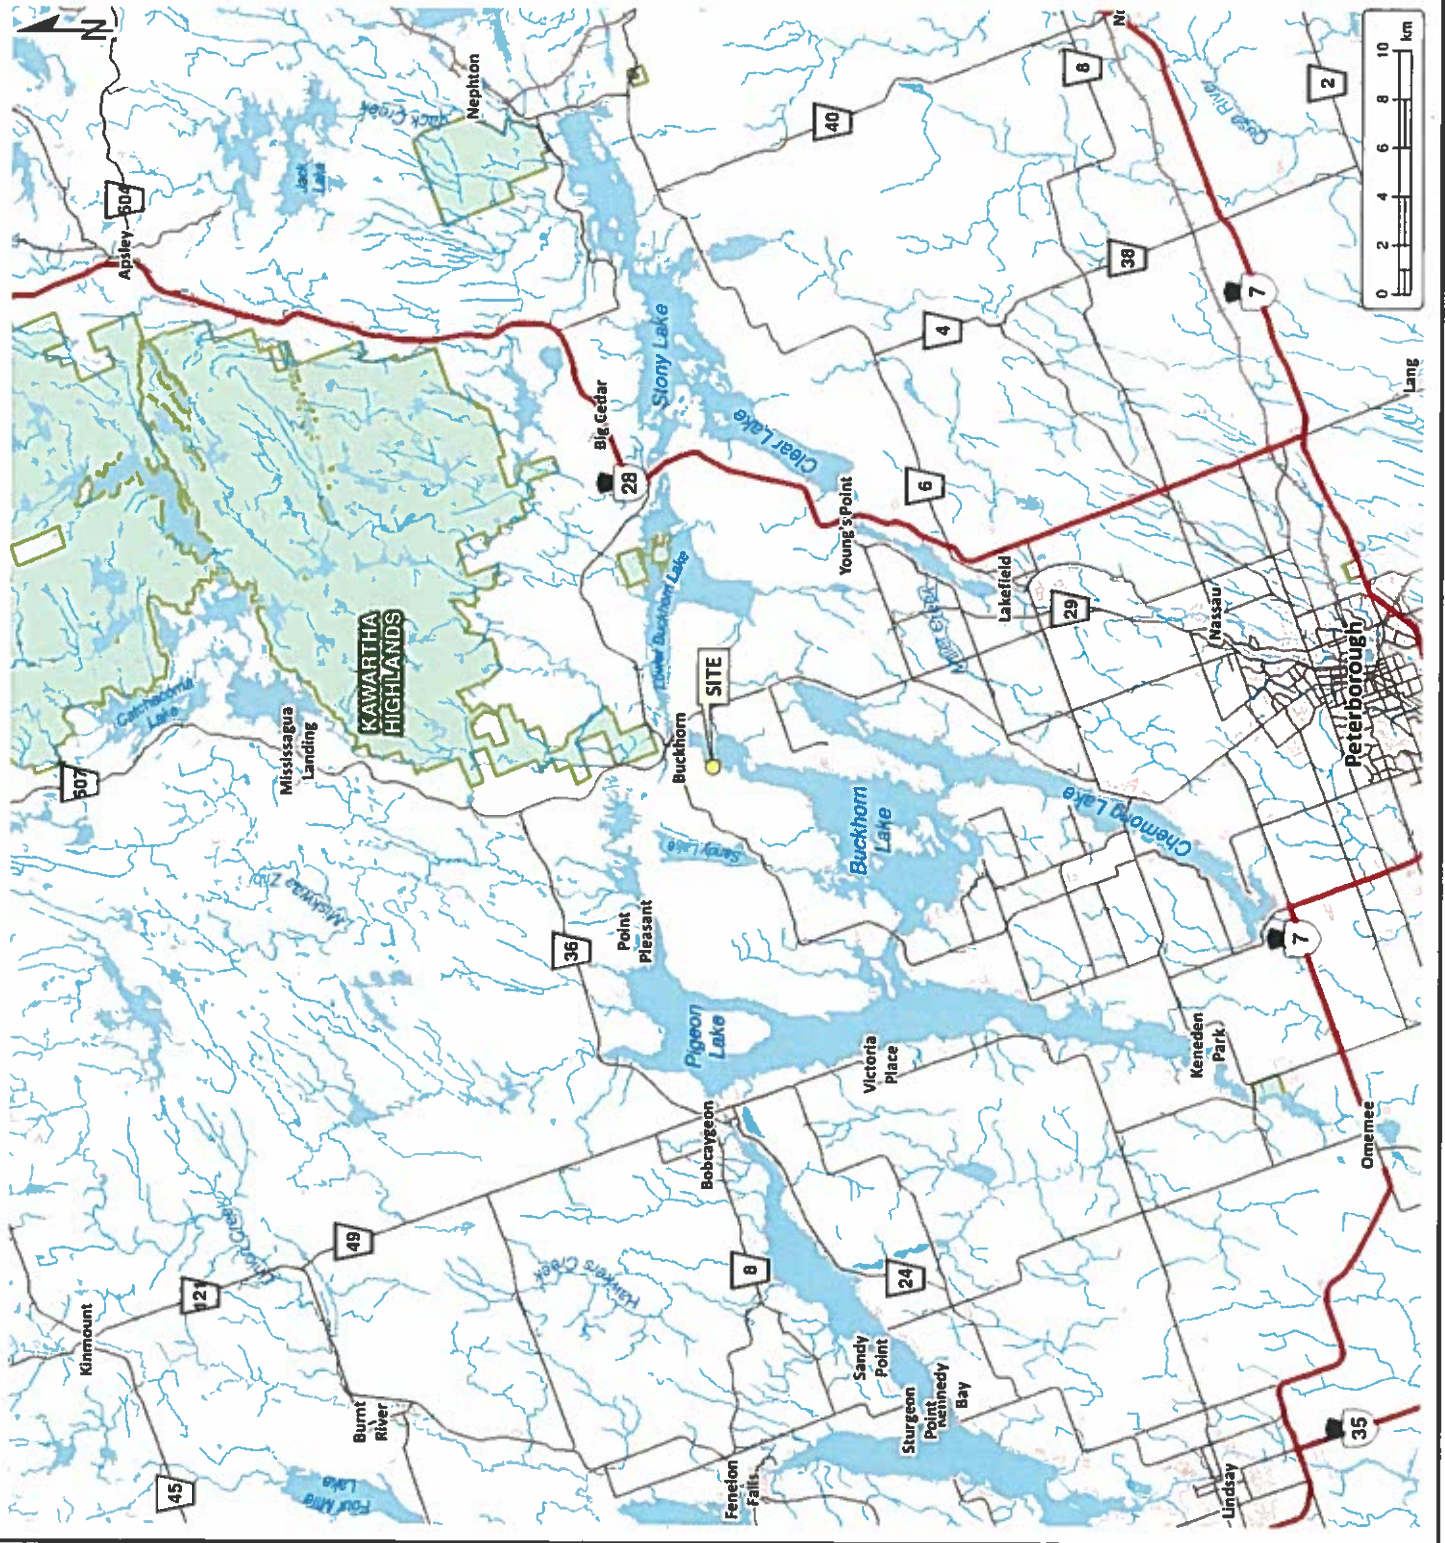 N
Kinmount
121
45
Burnt
River
Four Mile
Lake
Union Creek
49
Hawkers Creek
8
Fenelon
Falls
Sandy
Point
Sturgeon
Point
Kennedy
Bay
24
Lindsay
35
Bobcaygeon
Omemee
Keneden
Park
Victoria
Place
Pigeon
Lake
Point
Pleasant
36
7
Sandy Lake
Buckhorn
Lake
Chemong Lake
Buckhorn
SITE
507
Mississagua
Landing
Catchacoma
Lake
KAWARTHA
HIGHLANDS
Lower Buckhorn Lake
28
Big Cedar
Stony Lake
Clear Lake
Young's Point
Lakefield
29
Nassau
Peterborough
6
4
Lang
7
38
40
8
2
Apsley
504
Jack
Lake
Jack Creek
Nephton
Ouse River
0 2 4 6 8 10
km